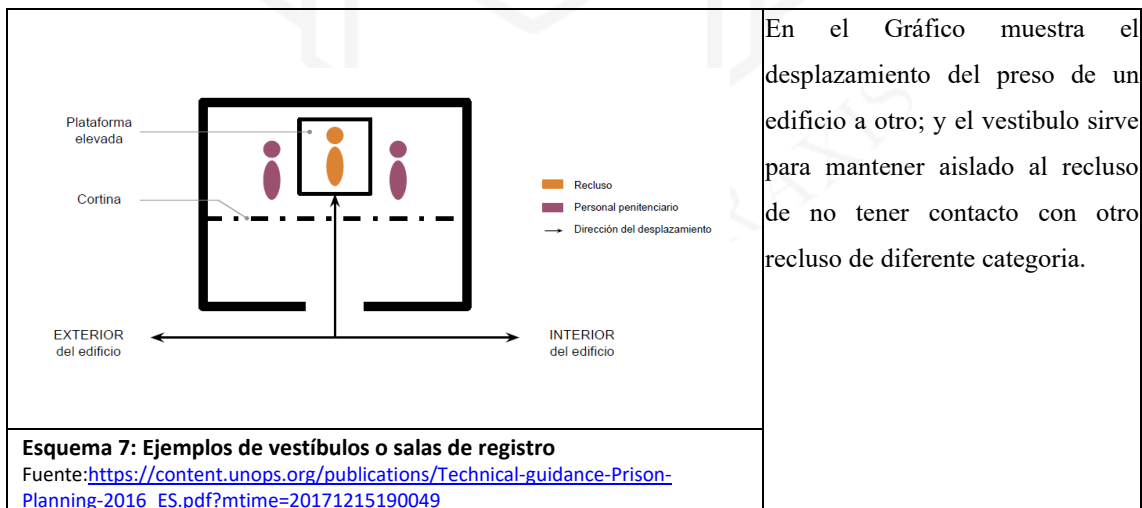 Plataforma
elevada
Cortina
Recluso
Personal penitenciario
Dirección del desplazamiento
EXTERIOR
del edificio
INTERIOR
del edificio
Esquema 7: Ejemplos de vestíbulos o salas de registro
Fuente:https://content.unops.org/publications/Technical-guidance-Prison-
Planning-2016_ES.pdf?mtime=20171215190049
En el Gráfico muestra el
desplazamiento del preso de un
edificio a otro; y el vestibulo sirve
para mantener aislado al recluso
de no tener contacto con otro
recluso de diferente categoria.